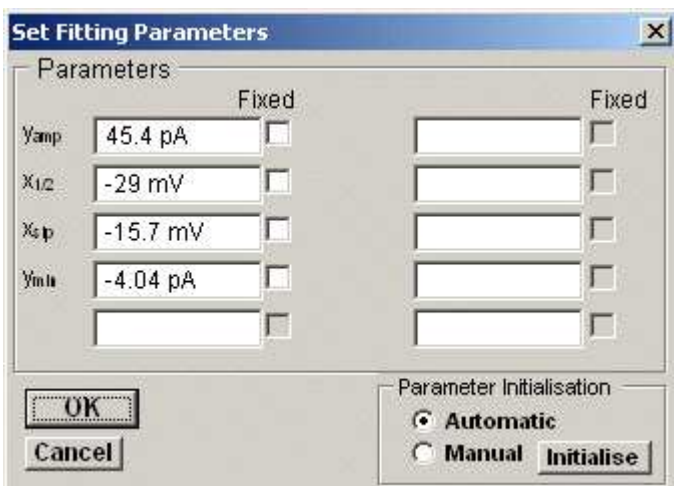 Set Fitting Parameters
Parameters
Fixed Fixed
yamp 45.4 pA
x1/2 -29 mV
xslp -15.7 mV
ymin -4.04 pA
Parameter Initialisation
OK
Automatic
Cancel
Manual Initialise